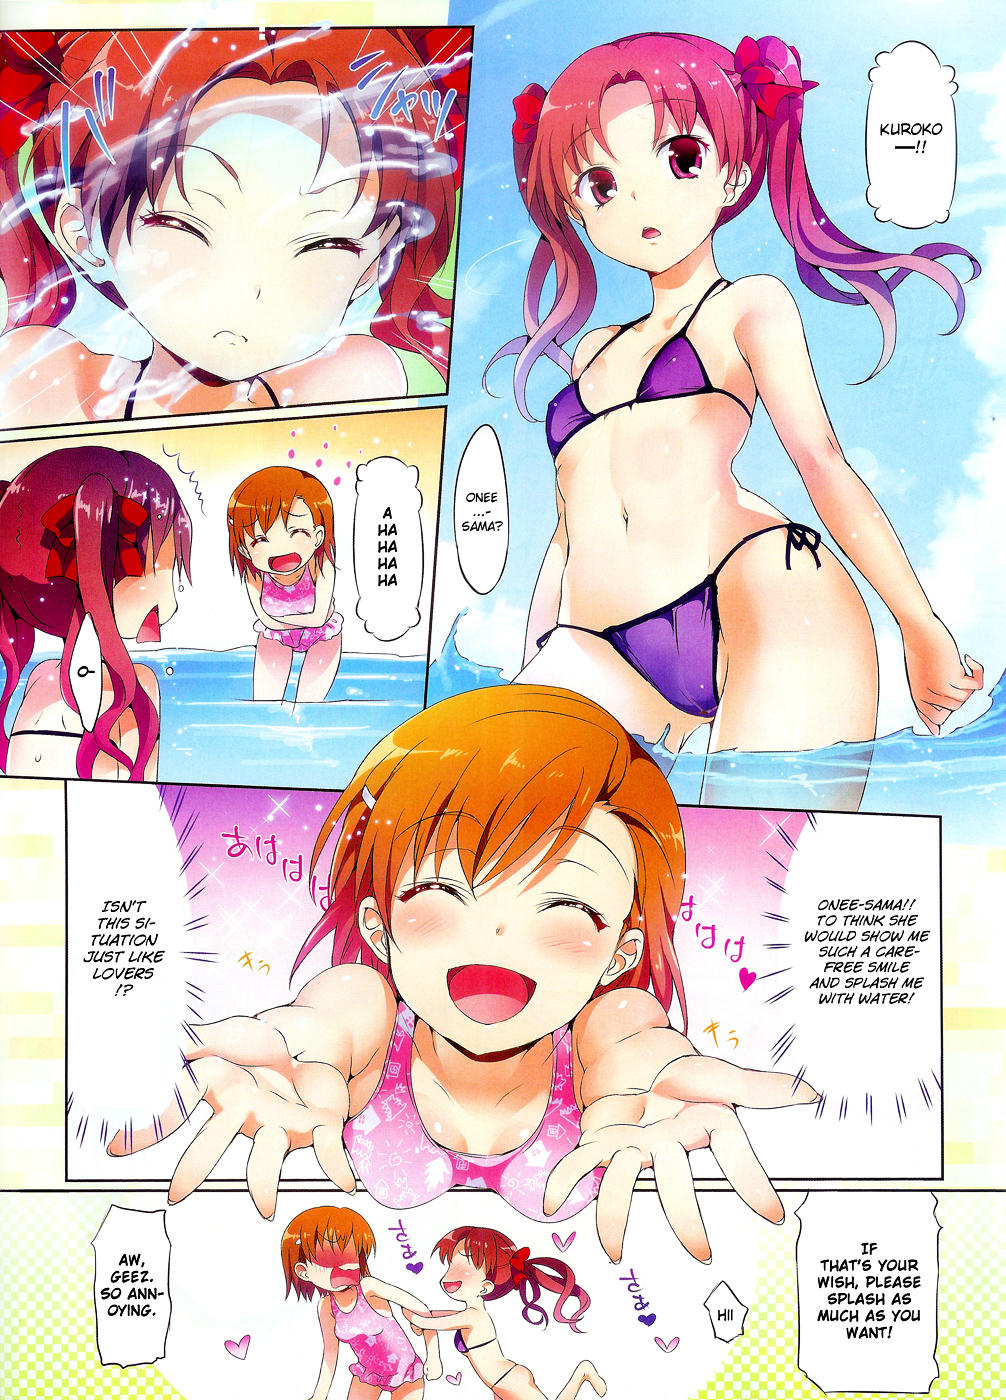 KUROKO
—!!
バ
シャッ
ONEE
...-
SAMA?
A
HA
HA
HA
HA
O-
あははは
ははは
ISN'T
THIS SI-
TUATION
JUST LIKE
LOVERS
!?
ONEE-SAMA!!
TO THINK SHE
WOULD SHOW ME
SUCH A CARE-
FREE SMILE
AND SPLASH ME
WITH WATER!
AW,
GEEZ.
SO ANN-
OYING.
HII
IF
THAT'S YOUR
WISH, PLEASE
SPLASH AS
MUCH AS YOU
WANT!